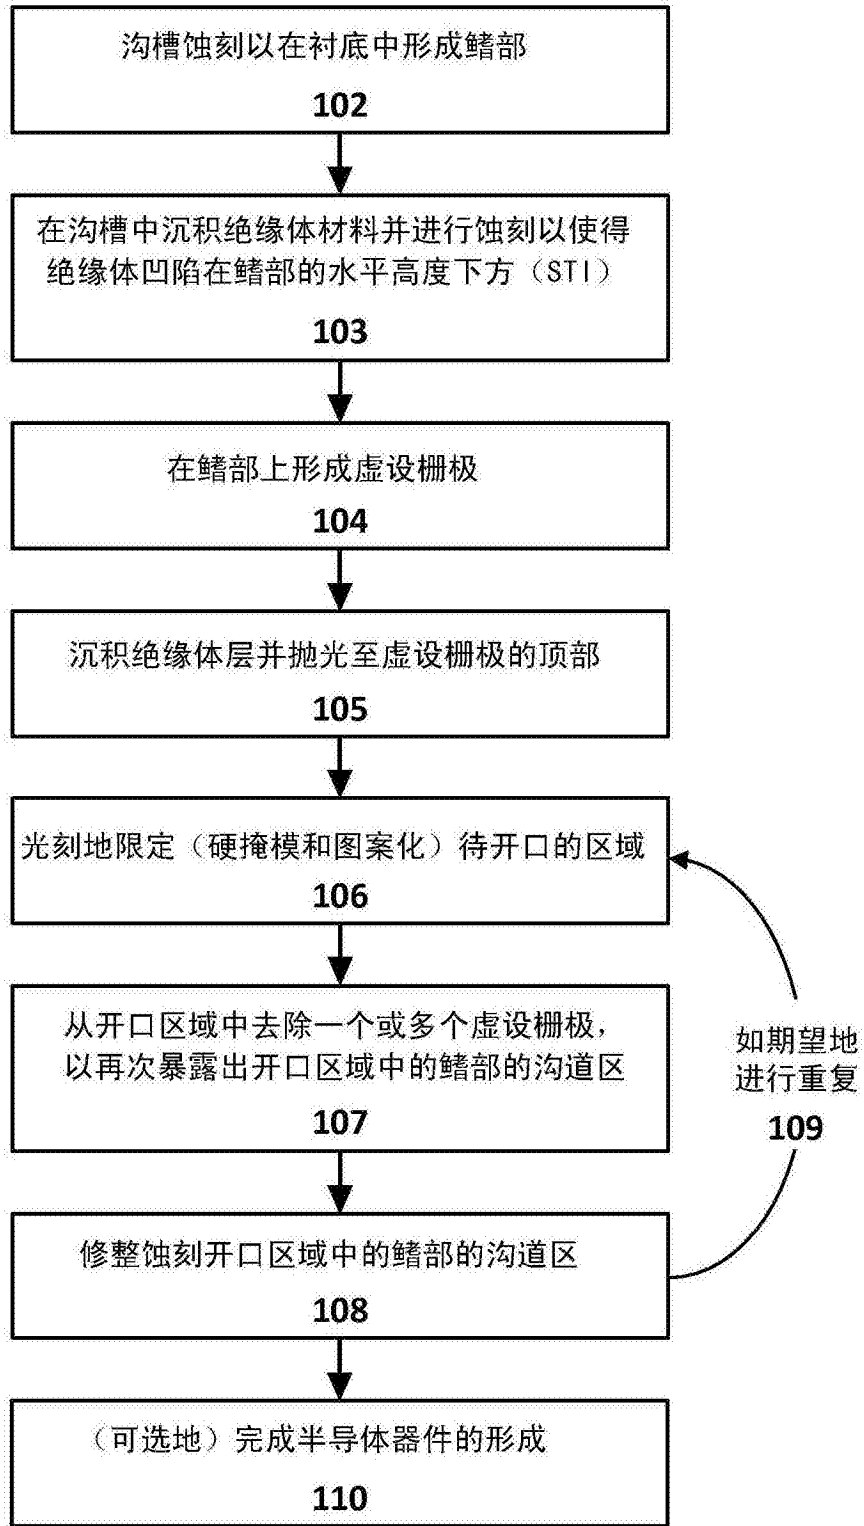 沟槽蚀刻以在衬底中形成鳍部
102
在沟槽中沉积绝缘体材料并进行蚀刻以使得
绝缘体凹陷在鳍部的水平高度下方（STI）
103
在鳍部上形成虚设栅极
104
沉积绝缘体层并抛光至虚设栅极的顶部
105
光刻地限定（硬掩模和图案化）待开口的区域
106
从开口区域中去除一个或多个虚设栅极，
以再次暴露出开口区域中的鳍部的沟道区
107
如期望地
进行重复
109
修整蚀刻开口区域中的鳍部的沟道区
108
（可选地）完成半导体器件的形成
110